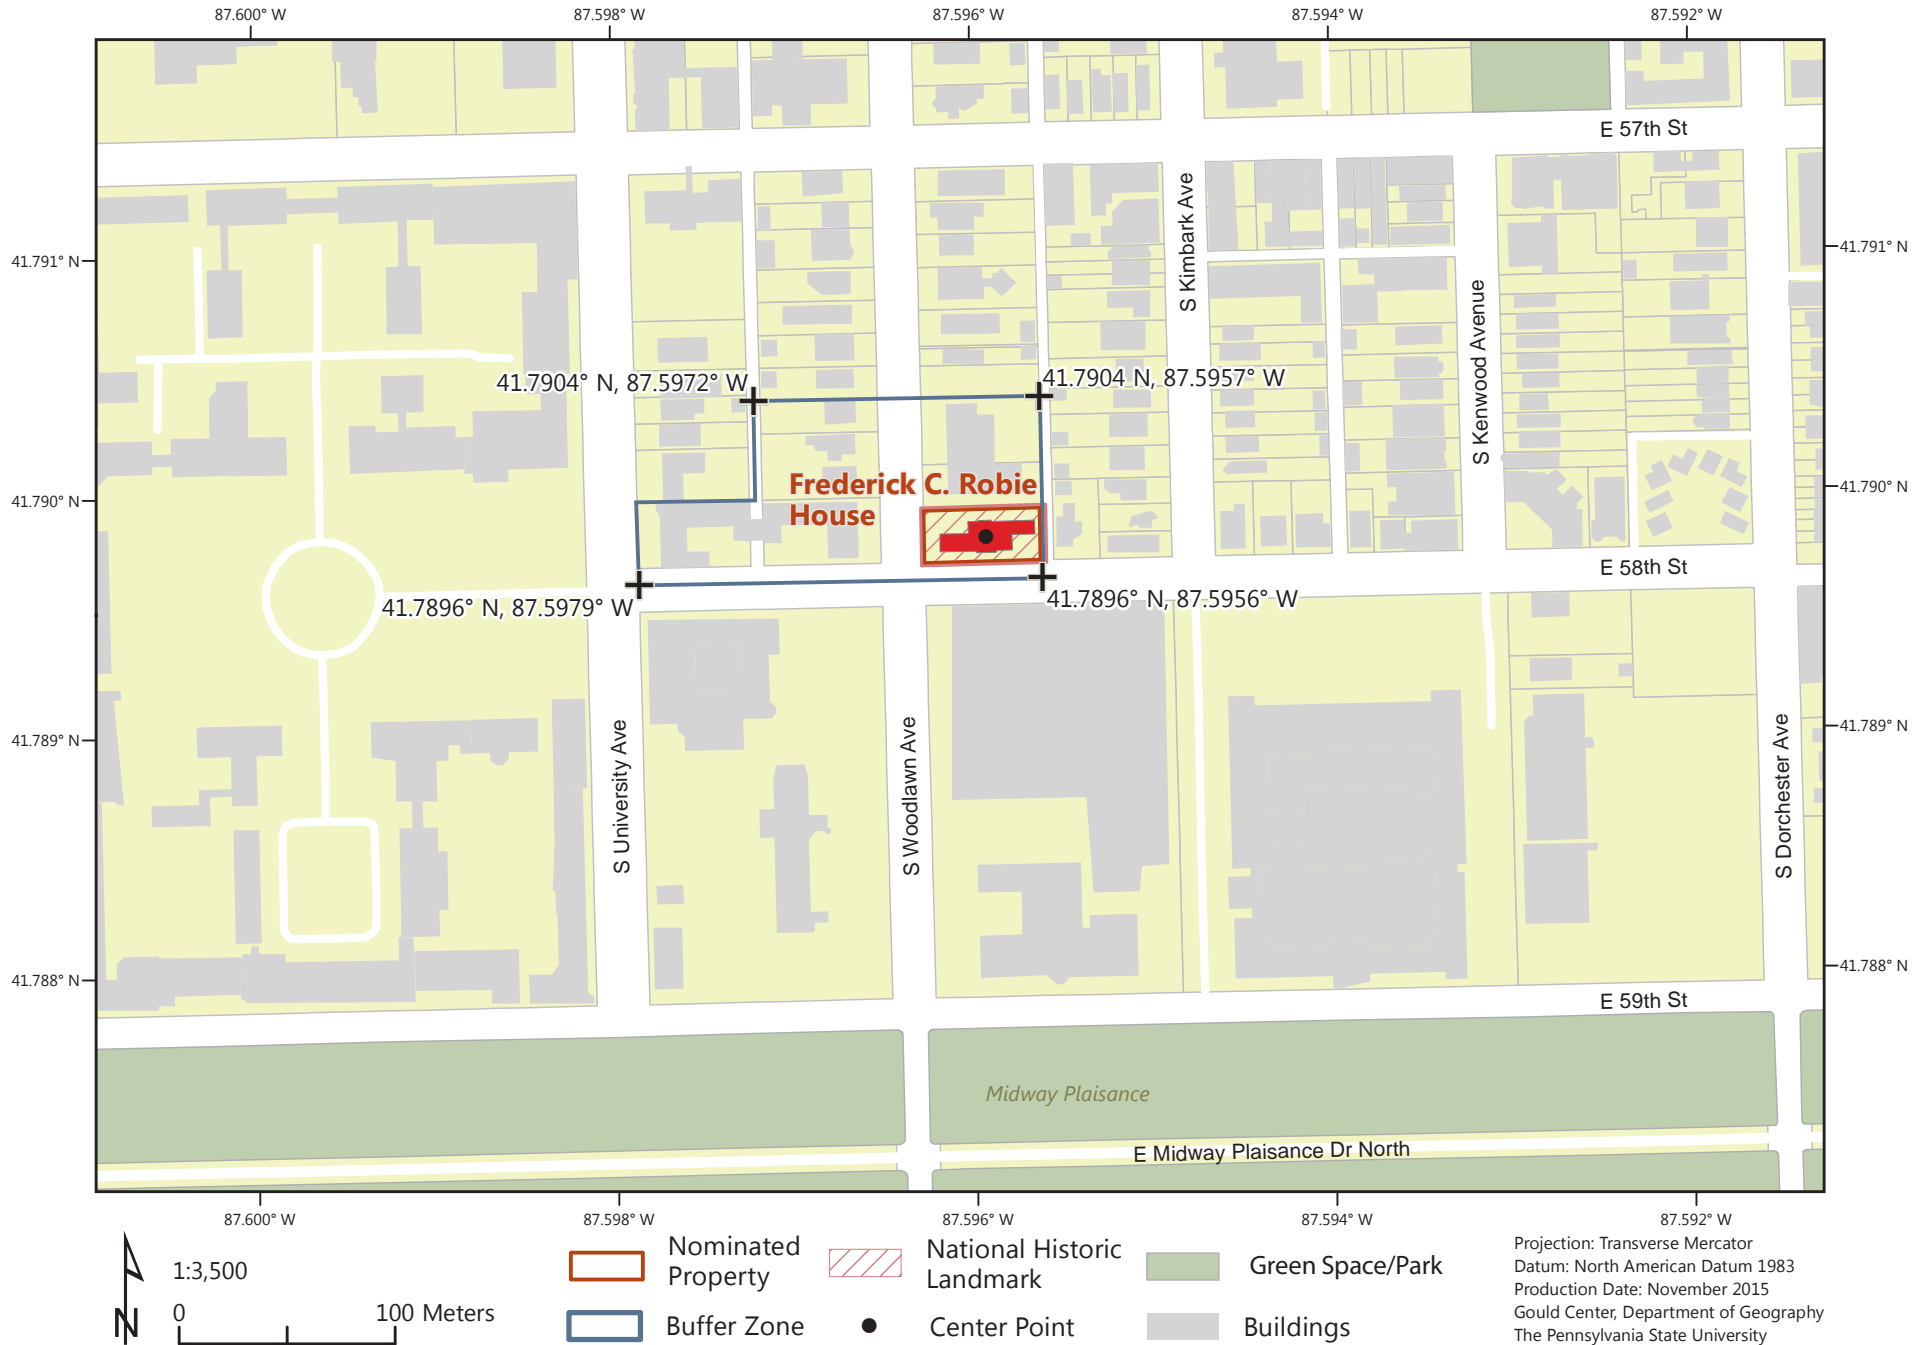 87.600° W
87.598° W
87.596° W
87.594° W
87.592° W
E 57th St
S Kimbark Ave
41.791° N
41.791° N
S Kenwood Avenue
41.7904° N, 87.5972° W
41.7904 N, 87.5957° W
Frederick C. Robie
House
41.790° N
41.790° N
E 58th St
41.7896° N, 87.5979° W
41.7896° N, 87.5956° W
S University Ave
S Woodlawn Ave
S Dorchester Ave
41.789° N
41.789° N
41.788° N
41.788° N
E 59th St
Midway Plaisance
E Midway Plaisance Dr North
87.600° W
87.598° W
87.596° W
87.594° W
87.592° W
N
1:3,500
0
100 Meters
Nominated
Property
Buffer Zone
National Historic
Landmark
Center Point
Green Space/Park
Buildings
Projection: Transverse Mercator
Datum: North American Datum 1983
Production Date: November 2015
Gould Center, Department of Geography
The Pennsylvania State University